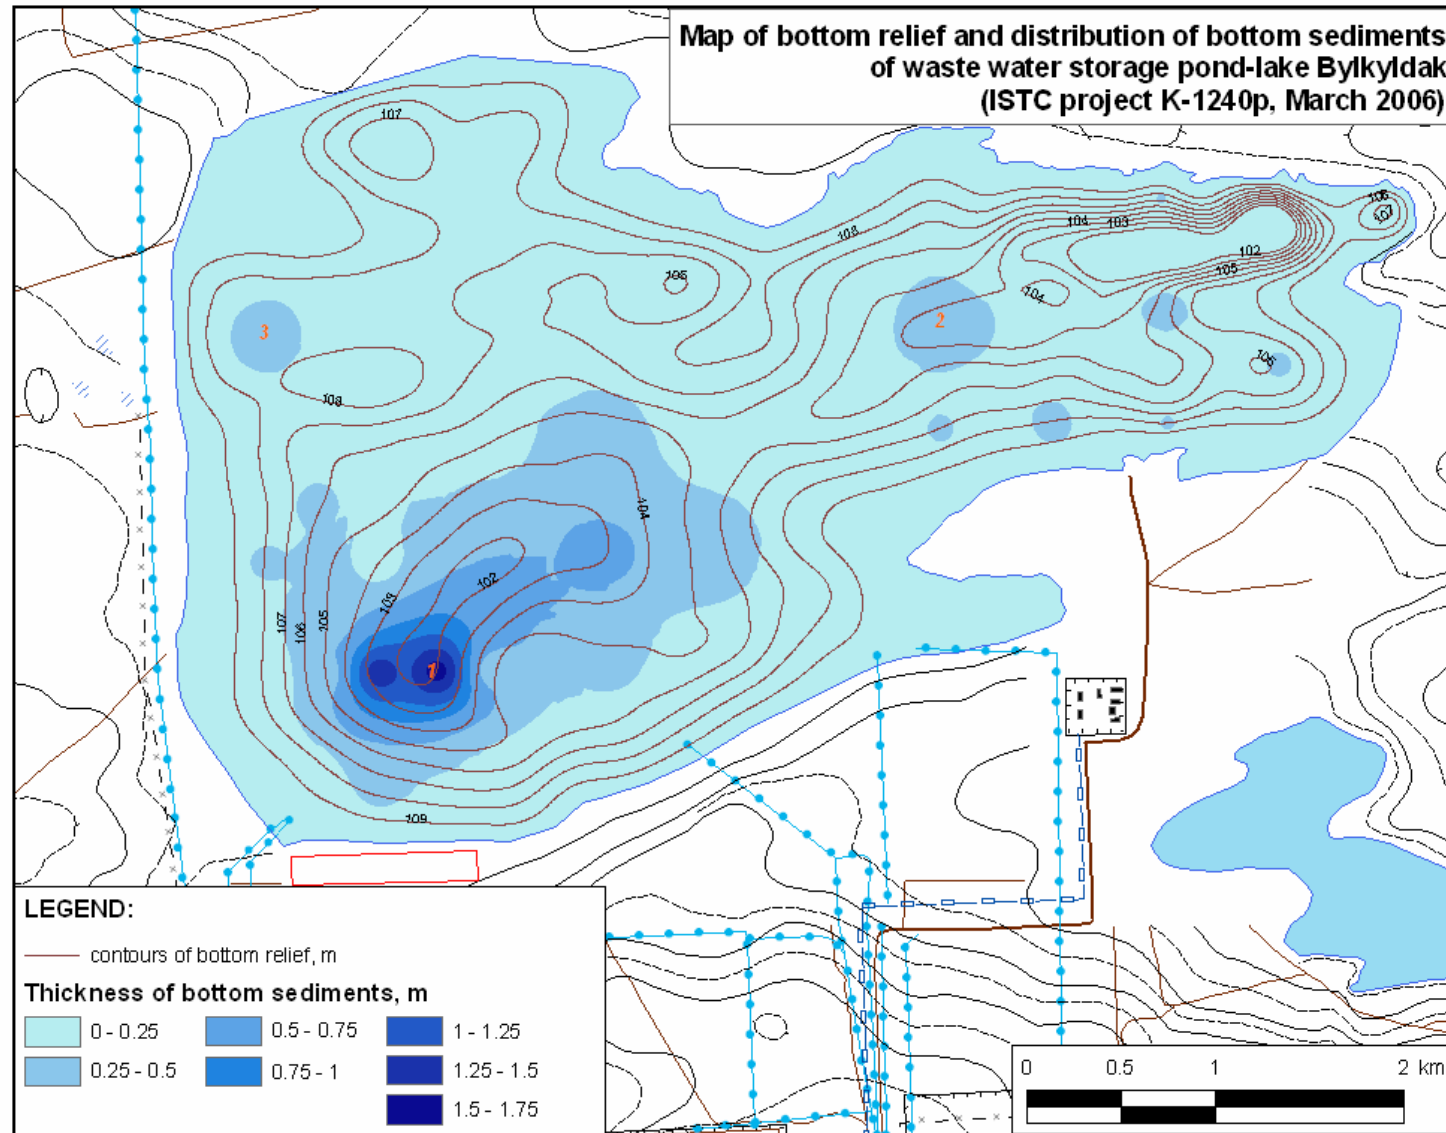 Map of bottom relief and distribution of bottom sediments
of waste water storage pond-lake Bylkyldak
(ISTC project K-1240p, March 2006)
107
106
107
108
104
103
102
105
105
104
2
3
108
105
104
102
103
107
106
105
1
109
LEGEND:
contours of bottom relief, m
Thickness of bottom sediments, m
0 - 0.25
0.5 - 0.75
1 - 1.25
0.25 - 0.5
0.75 - 1
1.25 - 1.5
1.5 - 1.75
0 0.5 1 2 km